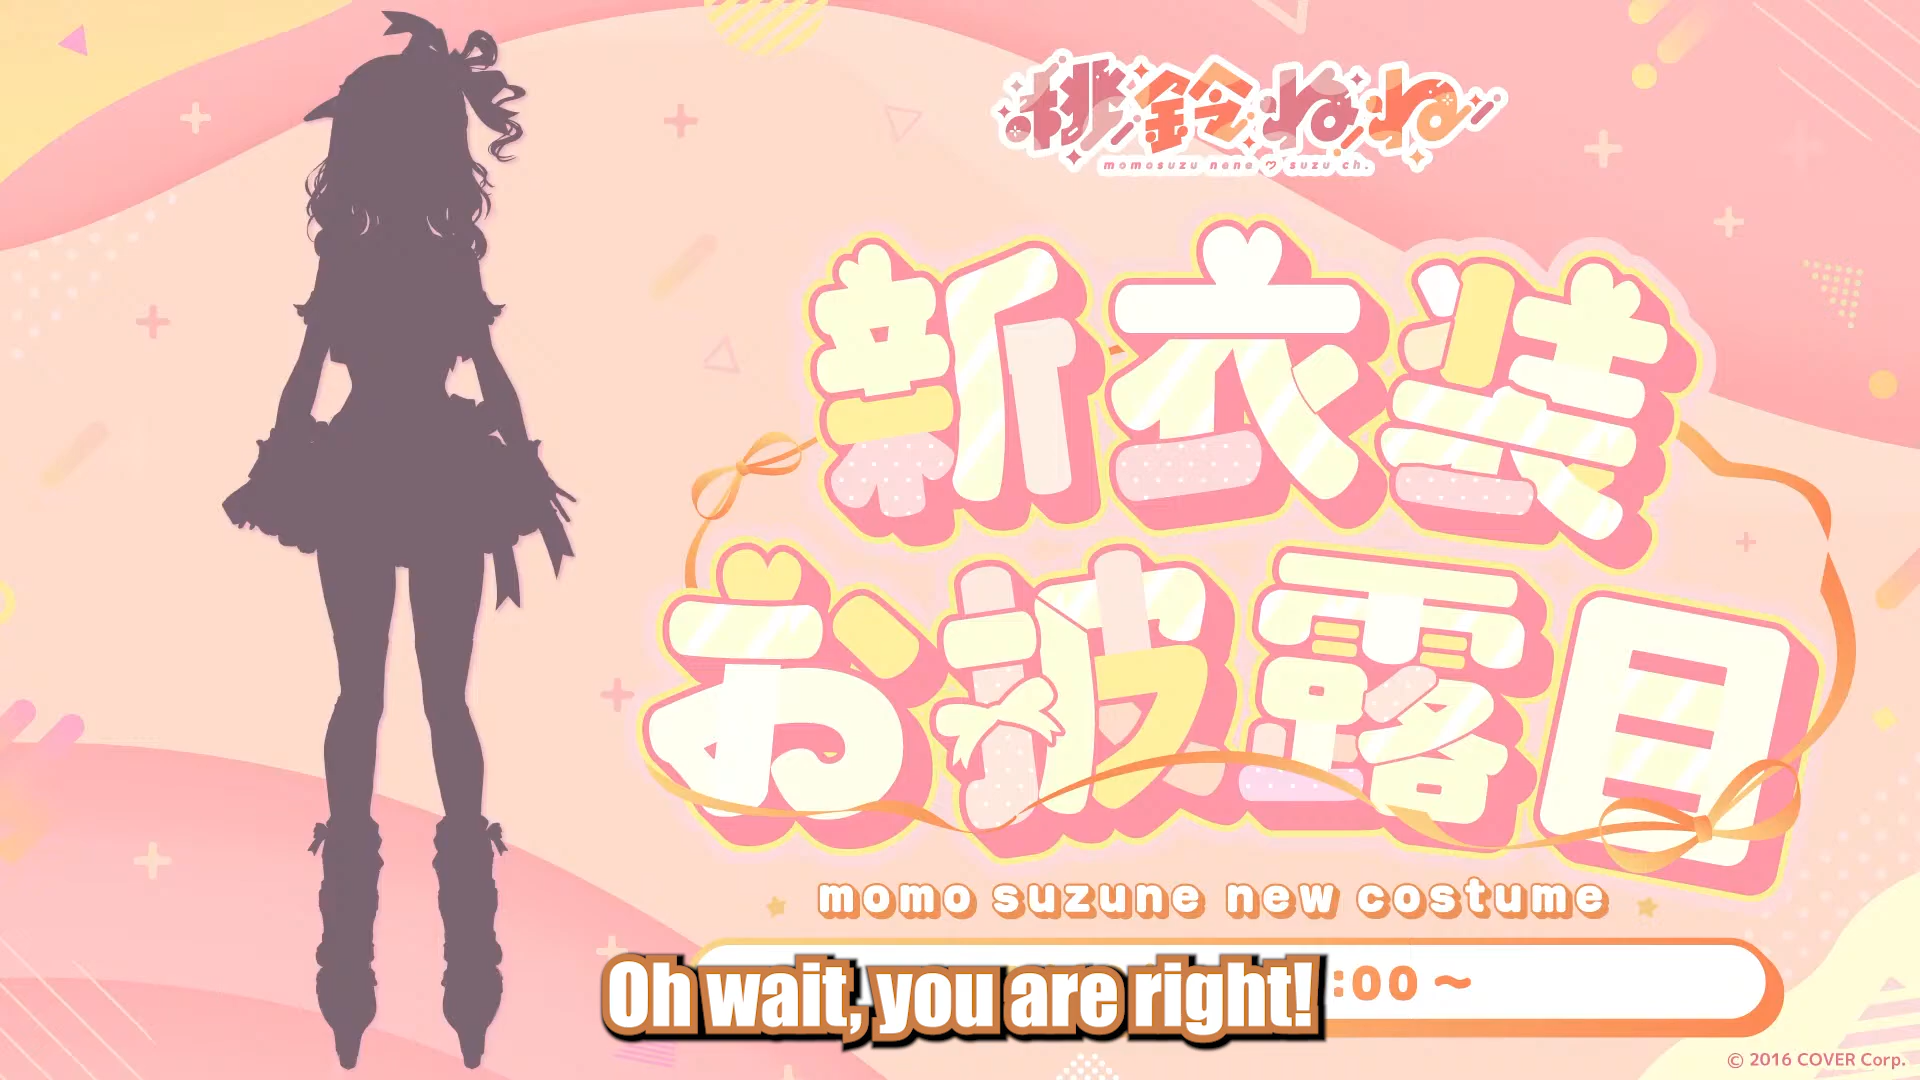 桃鈴ねね
momosuzu nene ♡ suzu ch.
新衣装
お披露目
momo suzune new costume
:00～
Oh wait, you are right!
© 2016 COVER Corp.